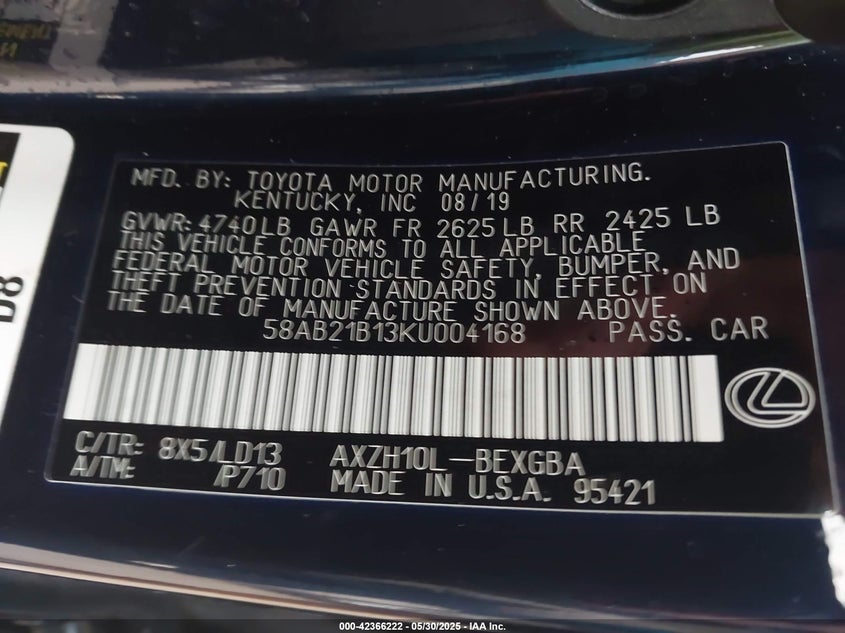 MFD. BY: TOYOTA MOTOR MANUFACTURING.
KENTUCKY, INC 08/19
GVWR: 4740LB GAWR FR 2625 LB RR 2425 LB
THIS VEHICLE CONFORMS TO ALL APPLICABLE
FEDERAL MOTOR VEHICLE SAFETY, BUMPER, AND
THEFT PREVENTION STANDARDS IN EFFECT ON
THE DATE OF MANUFACTURE SHOWN ABOVE.
58AB21B13KU004168 PASS. CAR
C/TR: 8X5/LD13 AXZH10L-BEXGBA
A/TM: /P710 MADE IN U.S.A. 95421
D8
000-42366222 - 05/30/2025 - IAA Inc.